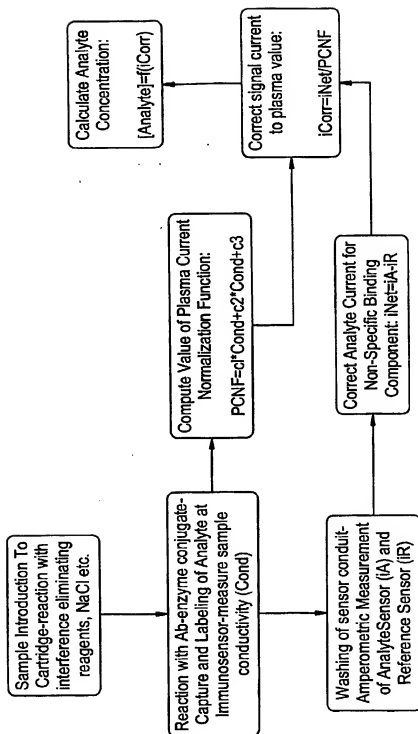 Sample Introduction To
Cartridge-reaction with
interference eliminating
reagents, NaCl etc.
Reaction with Ab-enzyme conjugate-
Capture and Labeling of Analyte at
Immunosensor-measure sample
conductivity (Cond)
Compute Value of Plasma Current
Normalization Function:
PCNF=cl*Cond+c2*Cond+c3
Washing of sensor conduit-
Amperometric Measurement
of AnalyteSensor (iA) and
Reference Sensor (iR)
Correct Analyte Current for
Non-Specific Binding
Component: iNet=iA-iR
Correct signal current
to plasma value:
iCorr=iNet/PCNF
Calculate Analyte
Concentration:
[Analyte]=f(iCorr)